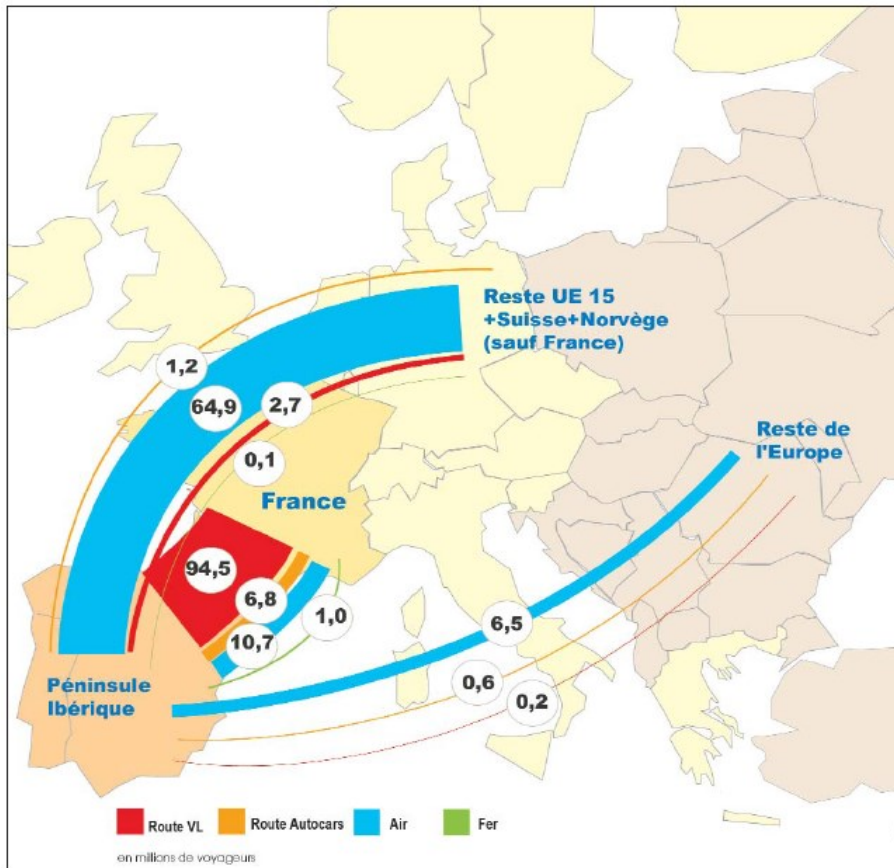 Reste UE 15
+Suisse+Norvège
(sauf France)
1,2
64,9
2,7
0,1
Reste de
l'Europe
France
94,5
6,8
10,7
1,0
6,5
0,6
0,2
Péninsule
Ibérique
Route VL
Route Autocars
Air
Fer
en millions de voyageurs